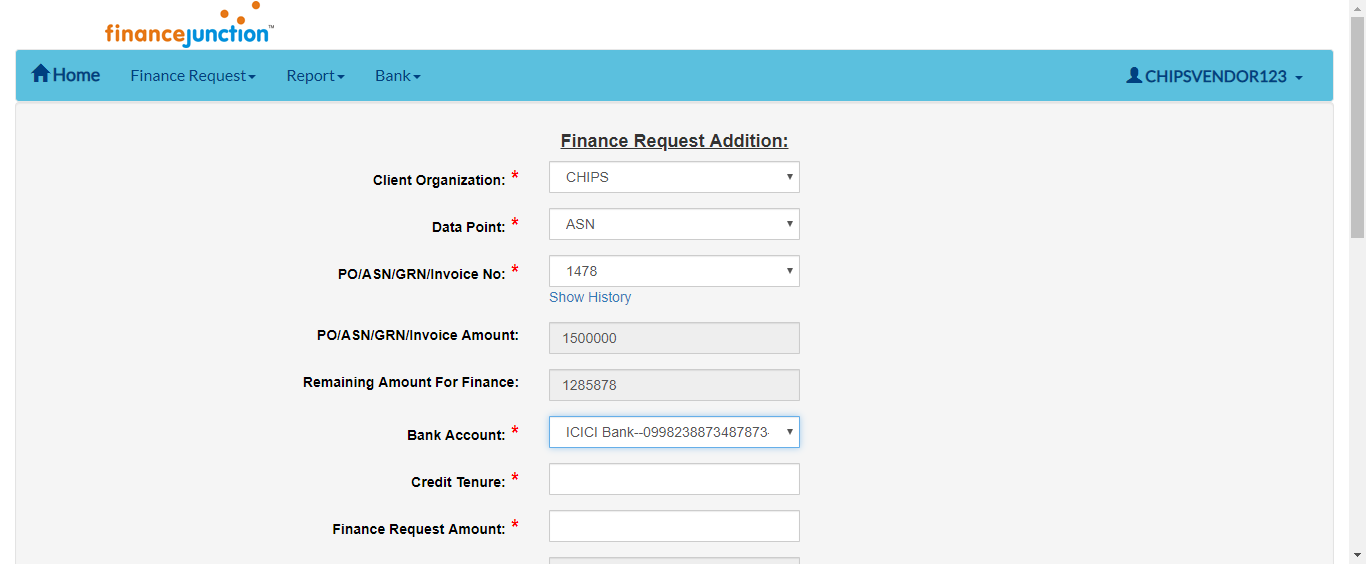 financejunction™
Home Finance Request Report Bank CHIPSVENDOR123
Finance Request Addition:
Client Organization: * CHIPS
Data Point: * ASN
PO/ASN/GRN/Invoice No: * 1478
Show History
PO/ASN/GRN/Invoice Amount: 1500000
Remaining Amount For Finance: 1285878
Bank Account: * ICICI Bank--0998238873487873-
Credit Tenure: *
Finance Request Amount: *